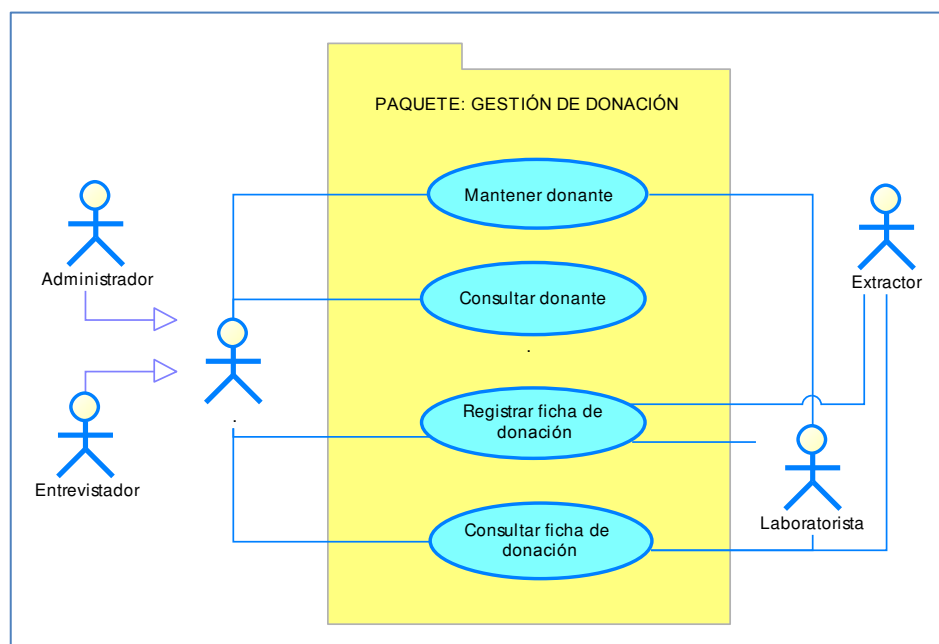 PAQUETE: GESTIÓN DE DONACIÓN
Mantener donante
Administrador
Extractor
Consultar donante
.
.
Registrar ficha de
donación
Entrevistador
Laboratorista
Consultar ficha de
donación